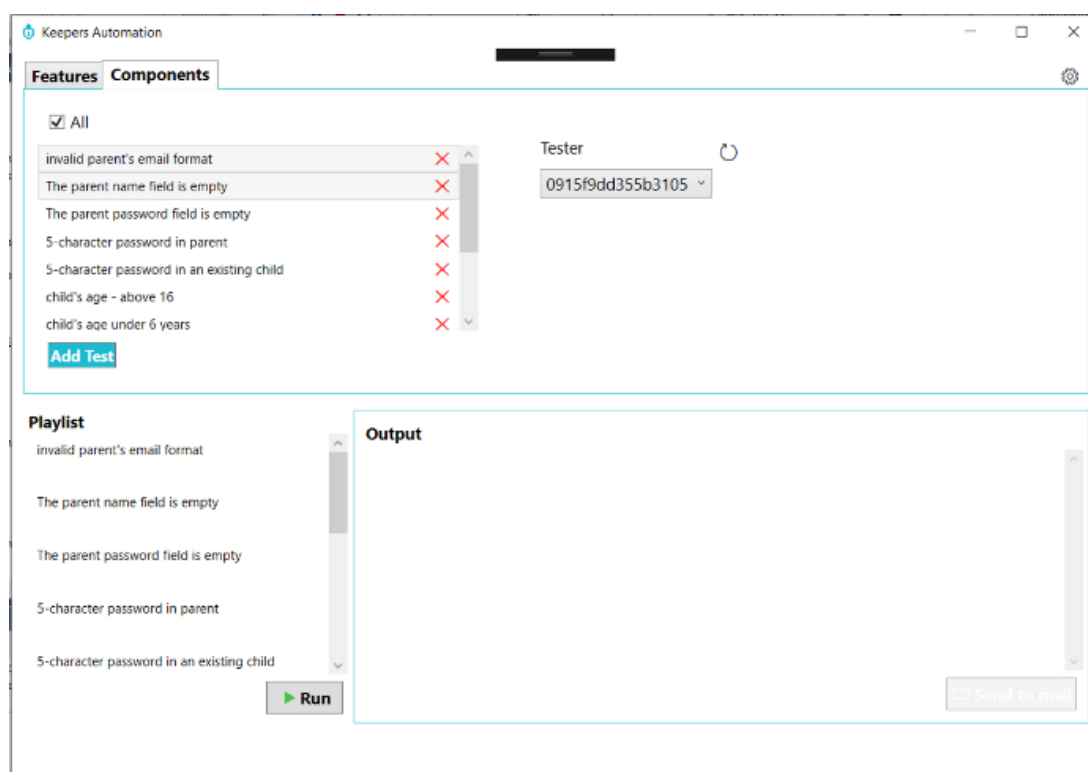 Keepers Automation
Features Components
All
invalid parent's email format
The parent name field is empty
The parent password field is empty
5-character password in parent
5-character password in an existing child
child's age - above 16
child's age under 6 years
Add Test
Tester
0915f9dd355b3105
Playlist
invalid parent's email format
The parent name field is empty
The parent password field is empty
5-character password in parent
5-character password in an existing child
Run
Output
Send to mail